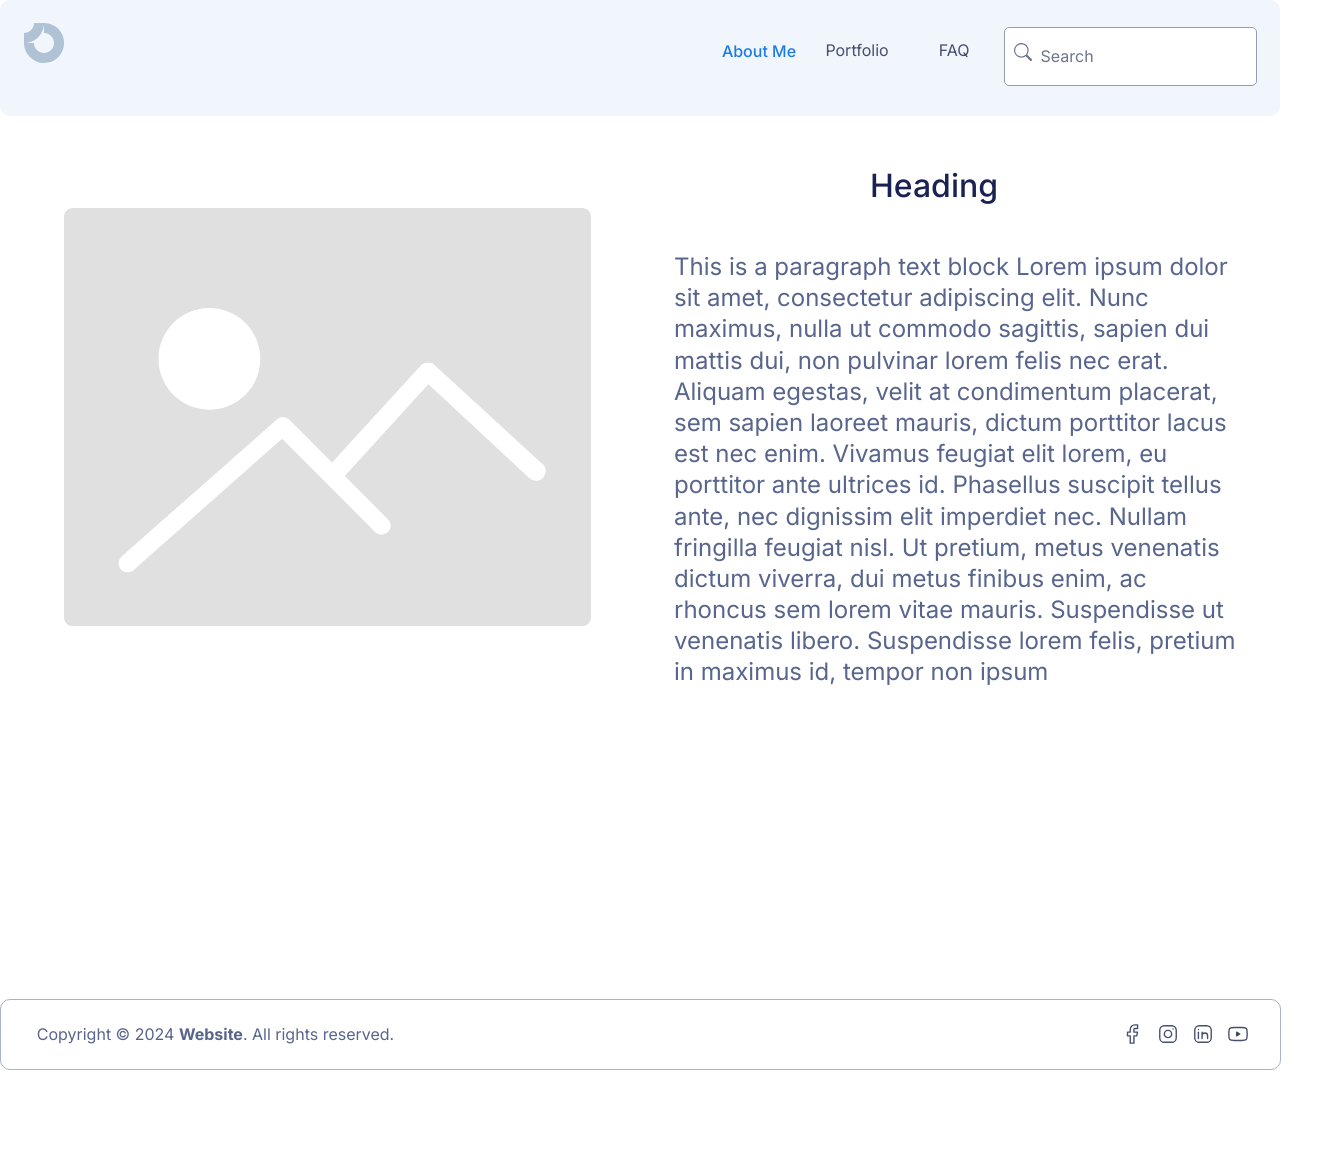 About Me
Portfolio
FAQ
Search
Heading
This is a paragraph text block Lorem ipsum dolor
sit amet, consectetur adipiscing elit. Nunc
maximus, nulla ut commodo sagittis, sapien dui
mattis dui, non pulvinar lorem felis nec erat.
Aliquam egestas, velit at condimentum placerat,
sem sapien laoreet mauris, dictum porttitor lacus
est nec enim. Vivamus feugiat elit lorem, eu
porttitor ante ultrices id. Phasellus suscipit tellus
ante, nec dignissim elit imperdiet nec. Nullam
fringilla feugiat nisl. Ut pretium, metus venenatis
dictum viverra, dui metus finibus enim, ac
rhoncus sem lorem vitae mauris. Suspendisse ut
venenatis libero. Suspendisse lorem felis, pretium
in maximus id, tempor non ipsum
Copyright © 2024 Website. All rights reserved.